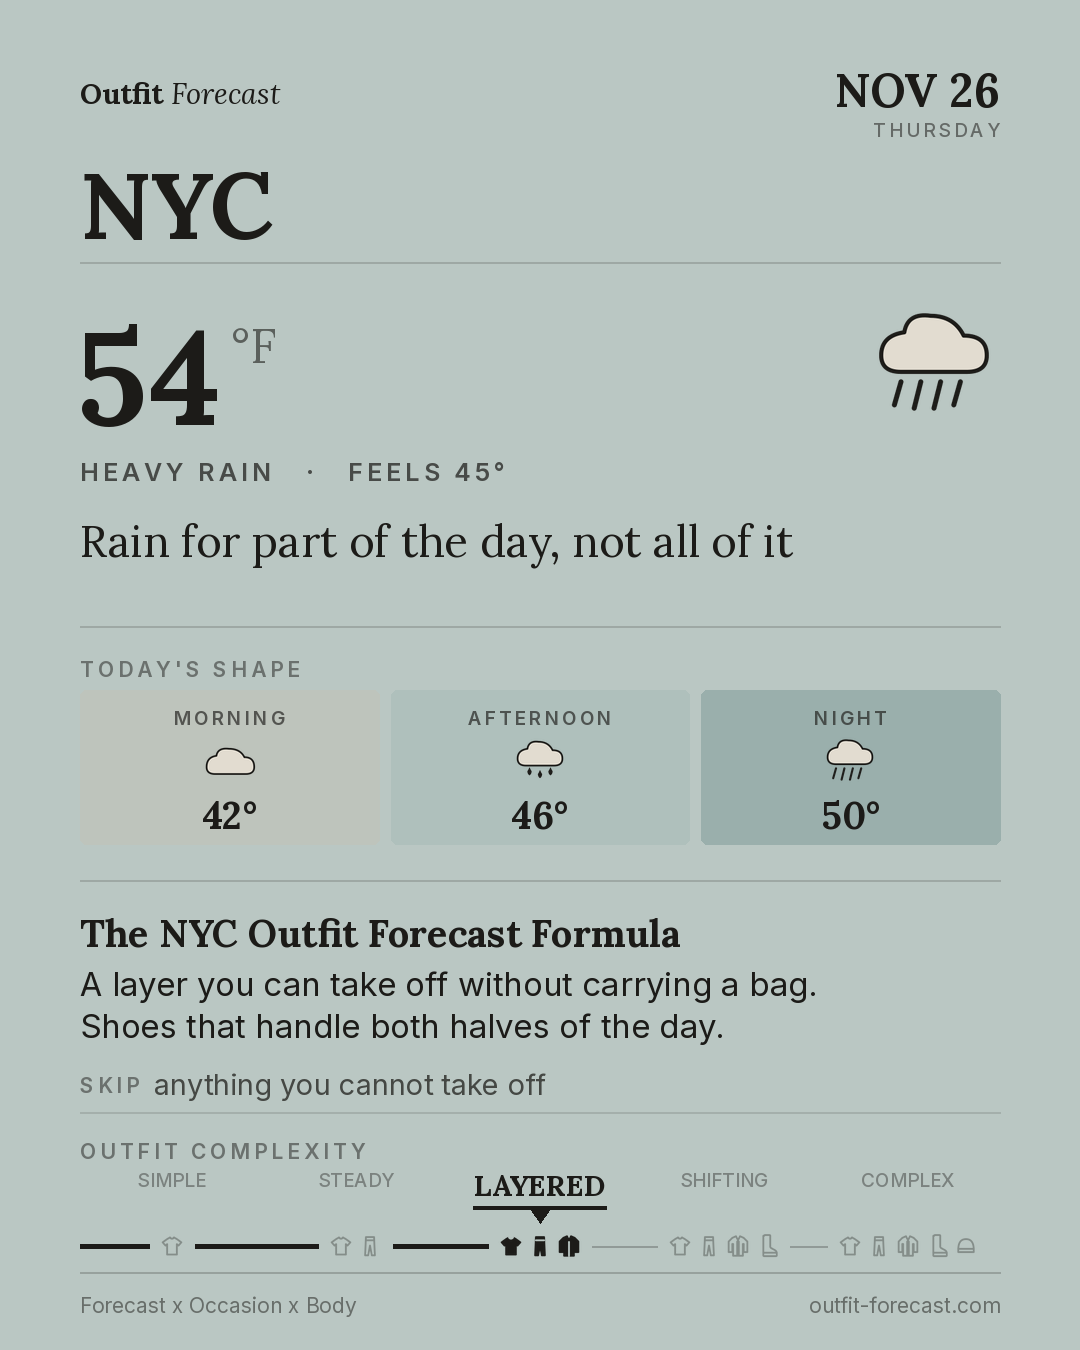 Outfit Forecast
NOV 26
THURSDAY
NYC
54 °F
HEAVY RAIN · FEELS 45°
Rain for part of the day, not all of it
TODAY'S SHAPE
MORNING
42°
AFTERNOON
46°
NIGHT
50°
The NYC Outfit Forecast Formula
A layer you can take off without carrying a bag.
Shoes that handle both halves of the day.
SKIP anything you cannot take off
OUTFIT COMPLEXITY
SIMPLE STEADY LAYERED SHIFTING COMPLEX
Forecast x Occasion x Body
outfit-forecast.com